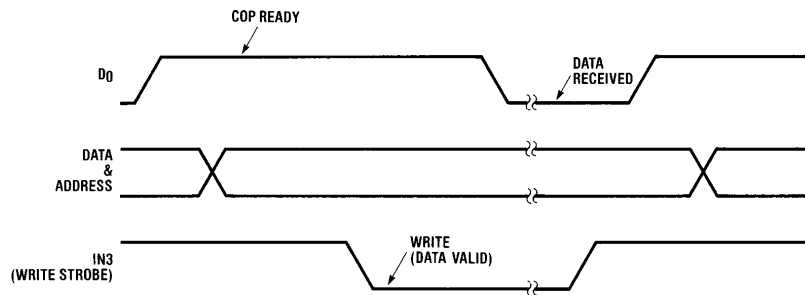 COP READY
D0
DATA
RECEIVED
DATA
&
ADDRESS
WRITE
(DATA VALID)
IN3
(WRITE STROBE)